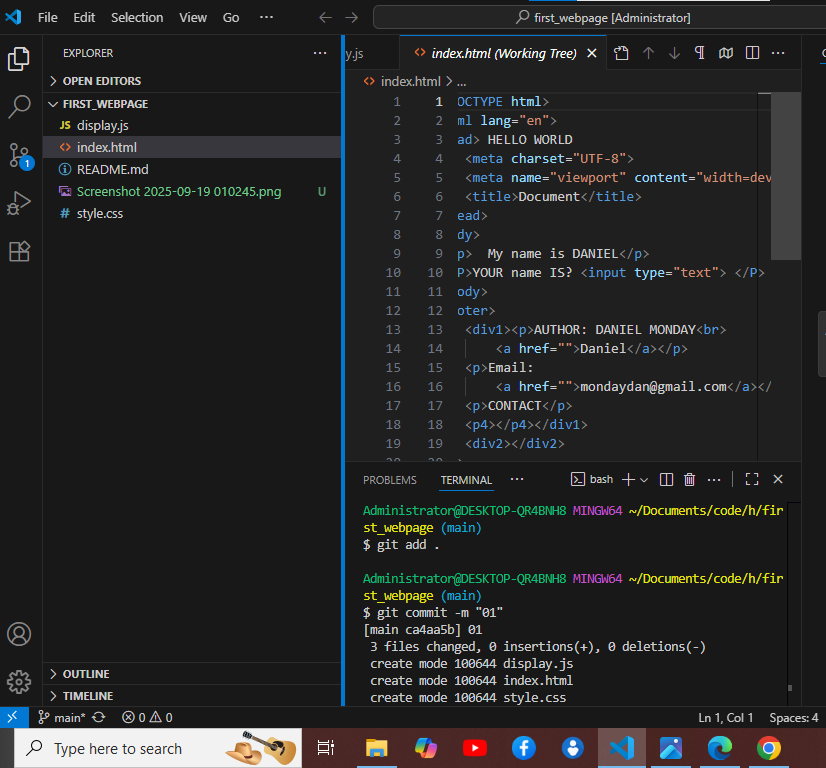 File Edit Selection View Go ··· first_webpage [Administrator]
EXPLORER ···
OPEN EDITORS
FIRST_WEBPAGE
JS display.js
<> index.html
README.md
Screenshot 2025-09-19 010245.png U
# style.css
OUTLINE
TIMELINE
1
y.js <> index.html (Working Tree)
<> index.html > ...
1 1 OCTYPE html>
2 2 ml lang="en">
3 3 ad> HELLO WORLD
4 4 <meta charset="UTF-8">
5 5 <meta name="viewport" content="width=dev
6 6 <title>Document</title>
7 7 ead>
8 8 dy>
9 9 p> My name is DANIEL</p>
10 10 P>YOUR name IS? <input type="text"> </P>
11 11 ody>
12 12 oter>
13 13 <div1><p>AUTHOR: DANIEL MONDAY<br>
14 14 <a href="">Daniel</a></p>
15 15 <p>Email:
16 16 <a href="">mondaydan@gmail.com</a></
17 17 <p>CONTACT</p>
18 18 <p4></p4></div1>
19 19 <div2></div2>
PROBLEMS TERMINAL ··· bash
Administrator@DESKTOP-QR4BNH8 MINGW64 ~/Documents/code/h/fir
st_webpage (main)
$ git add .
Administrator@DESKTOP-QR4BNH8 MINGW64 ~/Documents/code/h/fir
st_webpage (main)
$ git commit -m "01"
[main ca4aa5b] 01
3 files changed, 0 insertions(+), 0 deletions(-)
create mode 100644 display.js
create mode 100644 index.html
create mode 100644 style.css
main* 0 0 Ln 1, Col 1 Spaces: 4
Type here to search